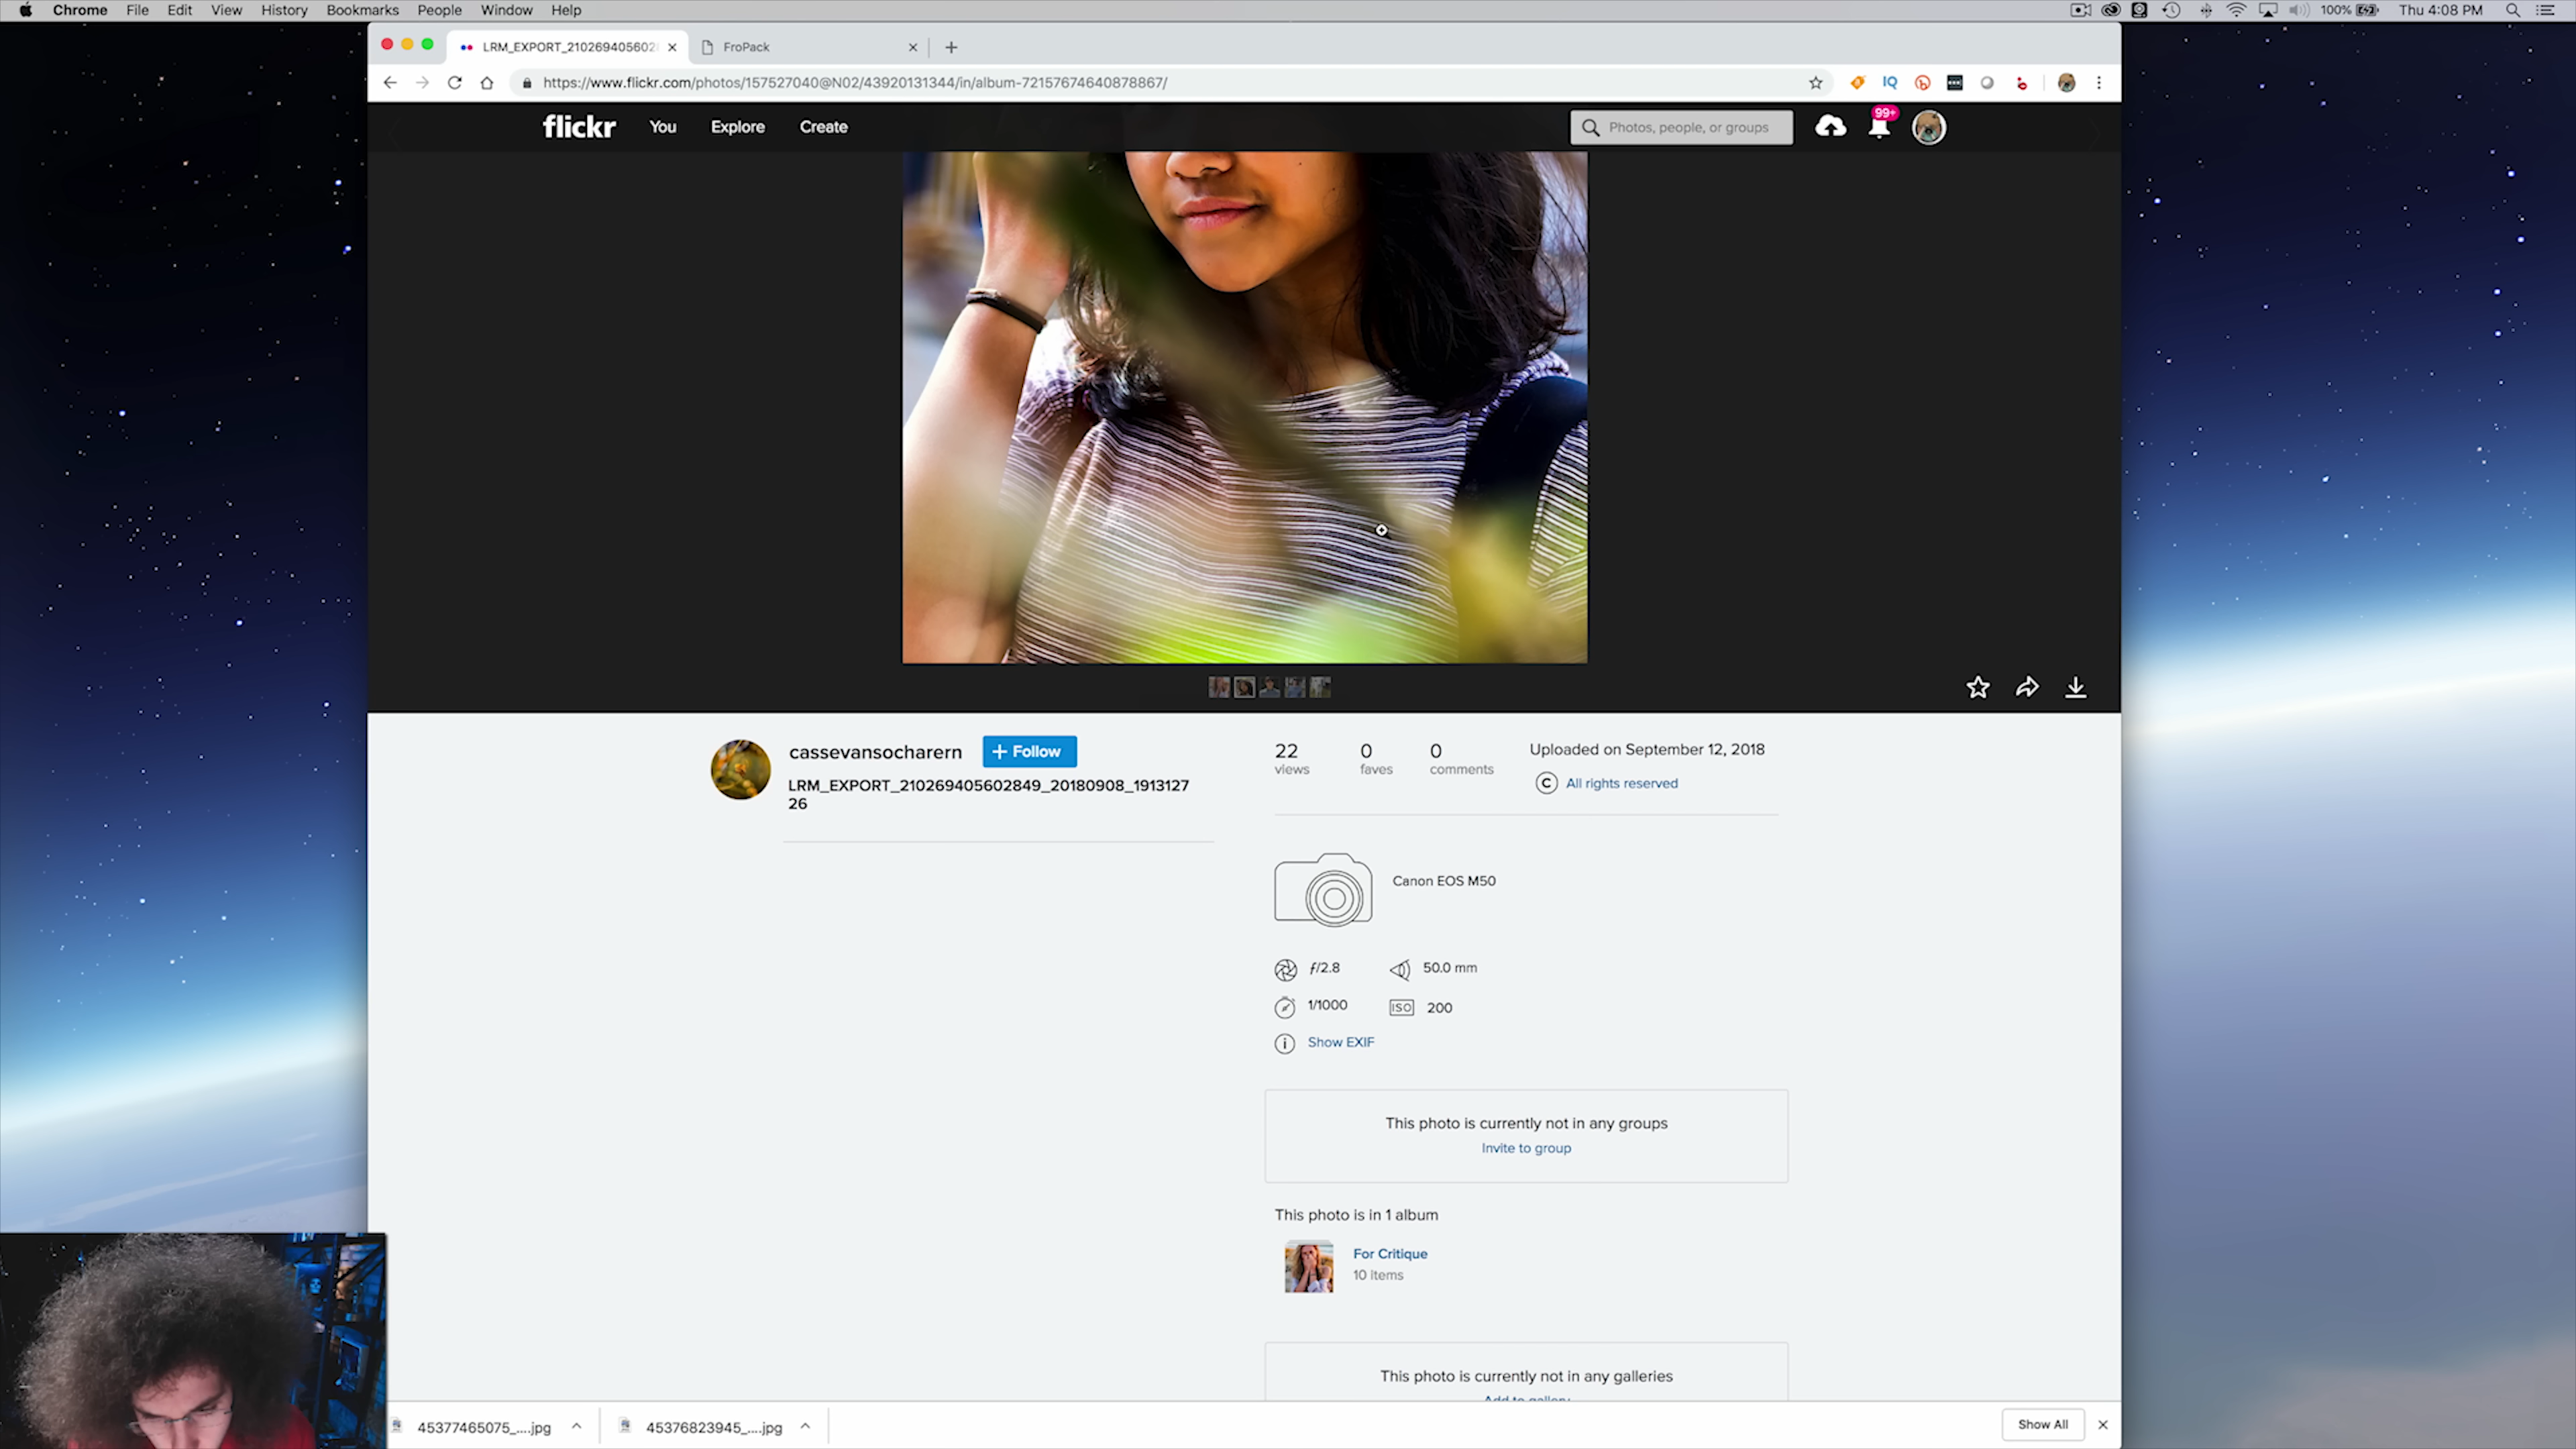 Chrome File Edit View History Bookmarks People Window Help
100% Thu 4:08 PM
LRM_EXPORT_210269405602
FroPack
https://www.flickr.com/photos/157527040@N02/43920131344/in/album-72157674640878867/
IQ
flickr You Explore Create
Photos, people, or groups
99+
cassevansocharern
+ Follow
LRM_EXPORT_210269405602849_20180908_1913127
26
22 0 0
views faves comments
Uploaded on September 12, 2018
© All rights reserved
Canon EOS M50
ƒ/2.8 50.0 mm
1/1000 ISO 200
Show EXIF
This photo is currently not in any groups
Invite to group
This photo is in 1 album
For Critique
10 items
This photo is currently not in any galleries
Add to gallery
45377465075_....jpg
45376823945_....jpg
Show All